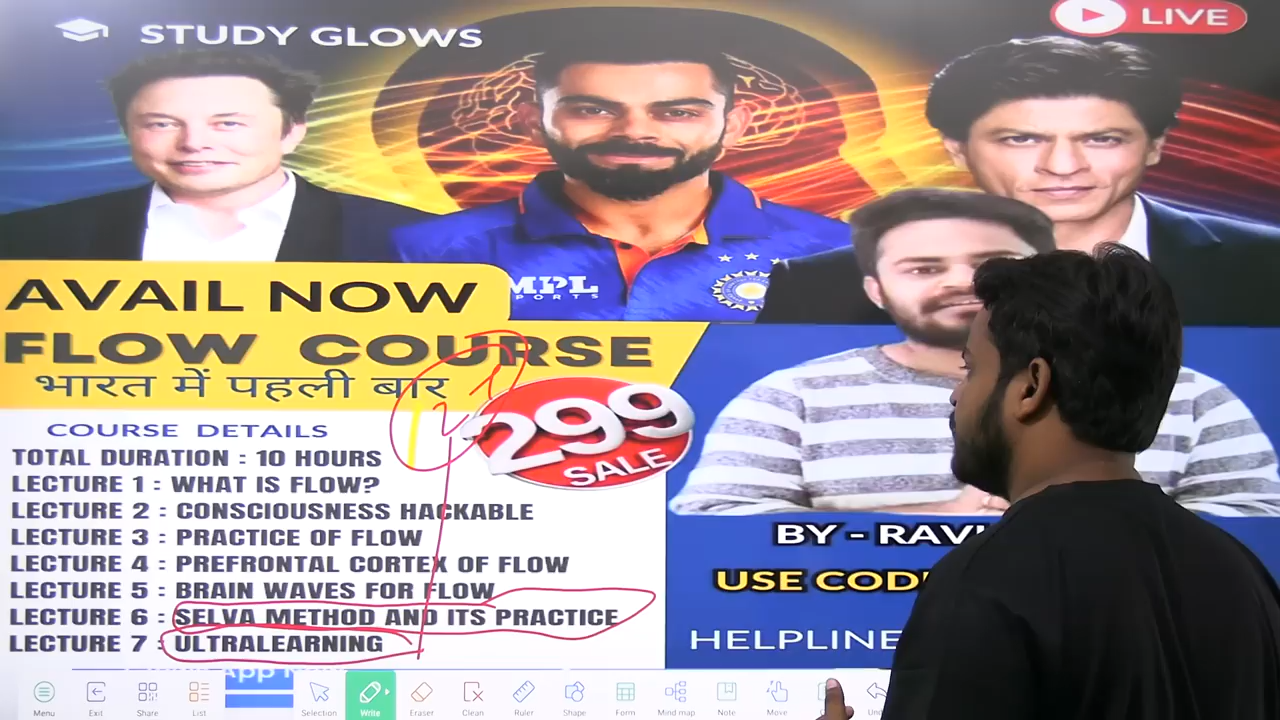 STUDY GLOWS
LIVE
MPL
SPORTS
AVAIL NOW
FLOW COURSE
भारत में पहली बार
299
SALE
COURSE DETAILS
TOTAL DURATION : 10 HOURS
LECTURE 1 : WHAT IS FLOW?
LECTURE 2 : CONSCIOUSNESS HACKABLE
LECTURE 3 : PRACTICE OF FLOW
LECTURE 4 : PREFRONTAL CORTEX OF FLOW
LECTURE 5 : BRAIN WAVES FOR FLOW
LECTURE 6 : SELVA METHOD AND ITS PRACTICE
LECTURE 7 : ULTRALEARNING
BY - RAVI
USE CODE
HELPLINE
Menu Exit Share List Selection Write Eraser Clean Ruler Shape Form Mind map Note Move